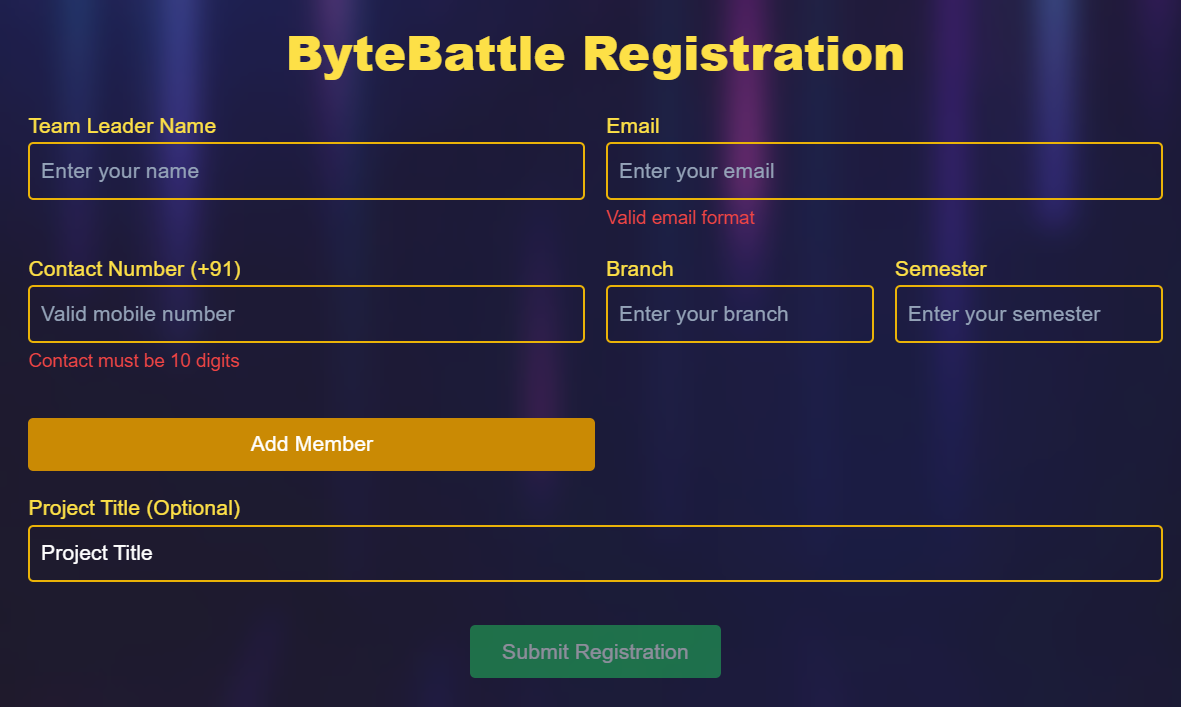 ByteBattle Registration
Team Leader Name
Enter your name
Email
Enter your email
Valid email format
Contact Number (+91)
Valid mobile number
Contact must be 10 digits
Branch
Enter your branch
Semester
Enter your semester
Add Member
Project Title (Optional)
Project Title
Submit Registration